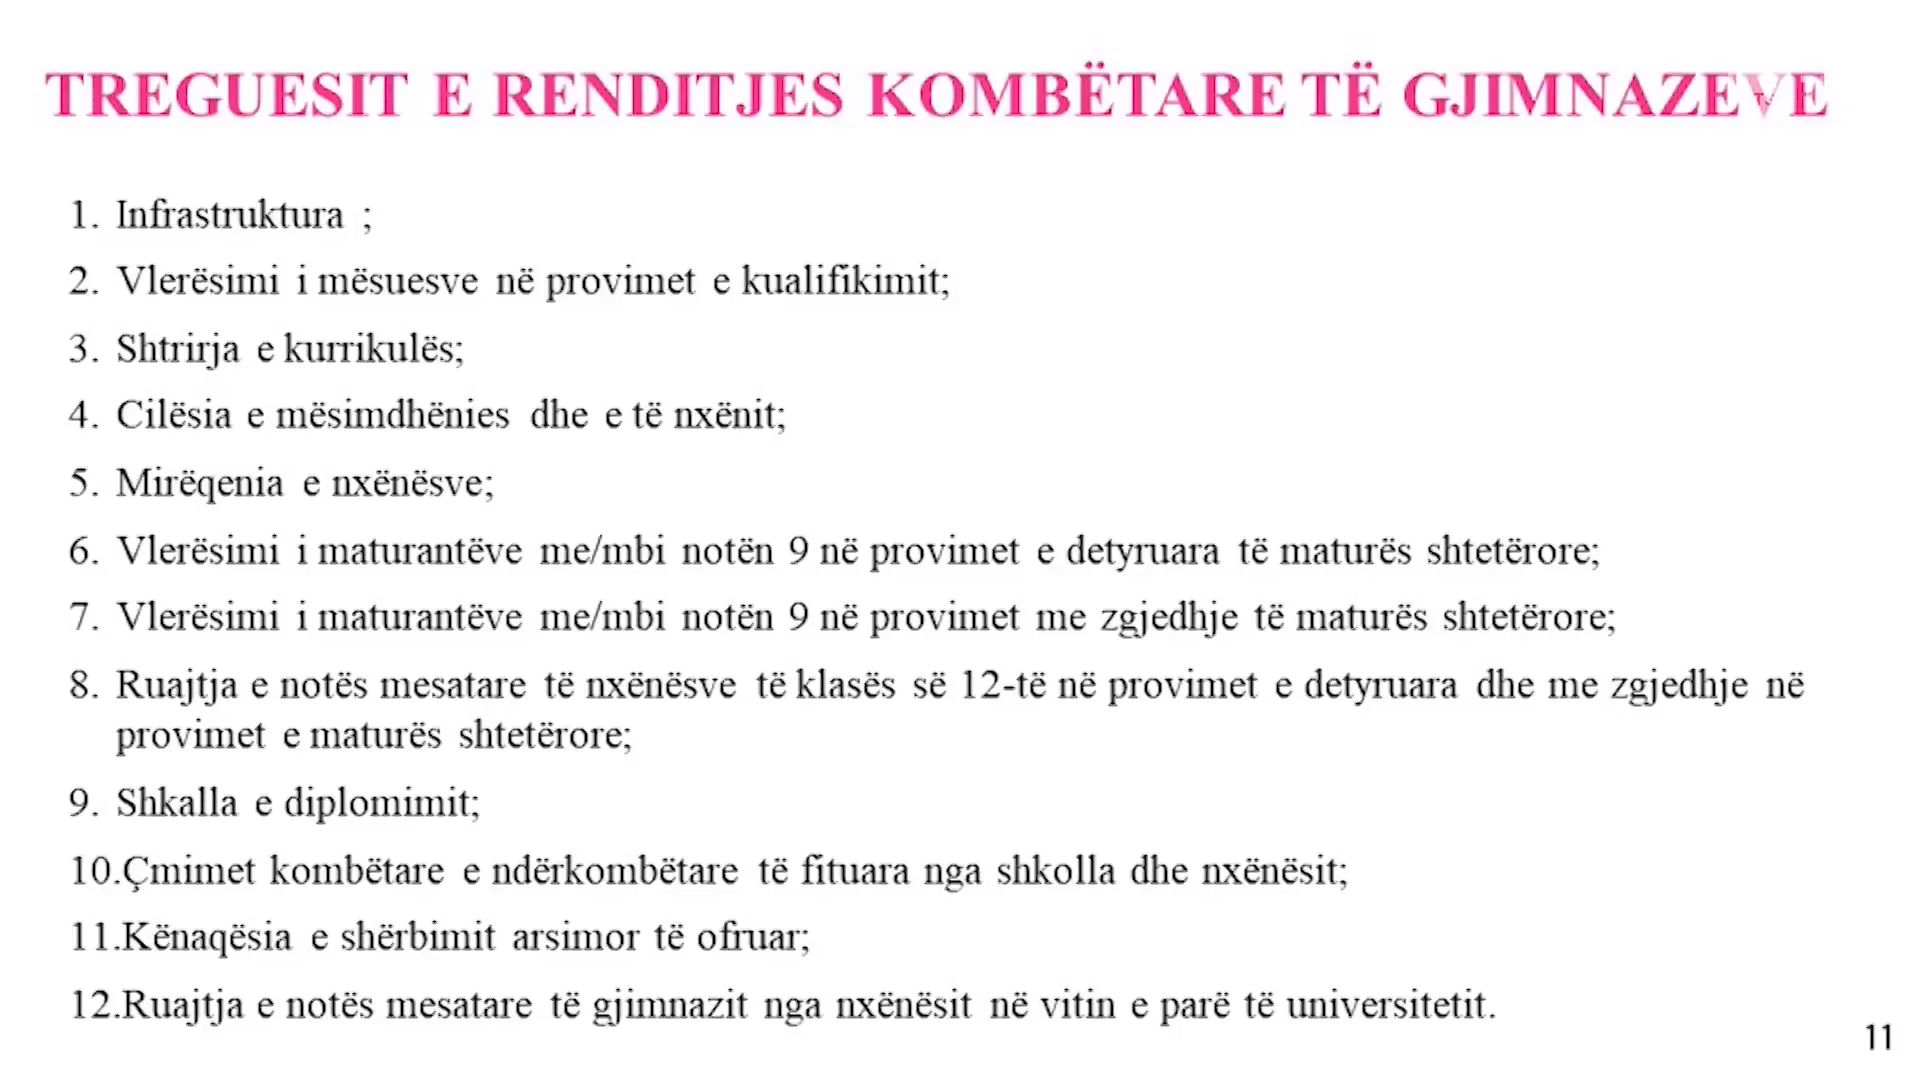 TREGUESIT E RENDITJES KOMBËTARE TË GJIMNAZEVE
1. Infrastruktura ;
2. Vlerësimi i mësuesve në provimet e kualifikimit;
3. Shtrirja e kurrikulës;
4. Cilësia e mësimdhënies dhe e të nxënit;
5. Mirëqenia e nxënësve;
6. Vlerësimi i maturantëve me/mbi notën 9 në provimet e detyruara të maturës shtetërore;
7. Vlerësimi i maturantëve me/mbi notën 9 në provimet me zgjedhje të maturës shtetërore;
8. Ruajtja e notës mesatare të nxënësve të klasës së 12-të në provimet e detyruara dhe me zgjedhje në
provimet e maturës shtetërore;
9. Shkalla e diplomimit;
10.Çmimet kombëtare e ndërkombëtare të fituara nga shkolla dhe nxënësit;
11.Kënaqësia e shërbimit arsimor të ofruar;
12.Ruajtja e notës mesatare të gjimnazit nga nxënësit në vitin e parë të universitetit.
11